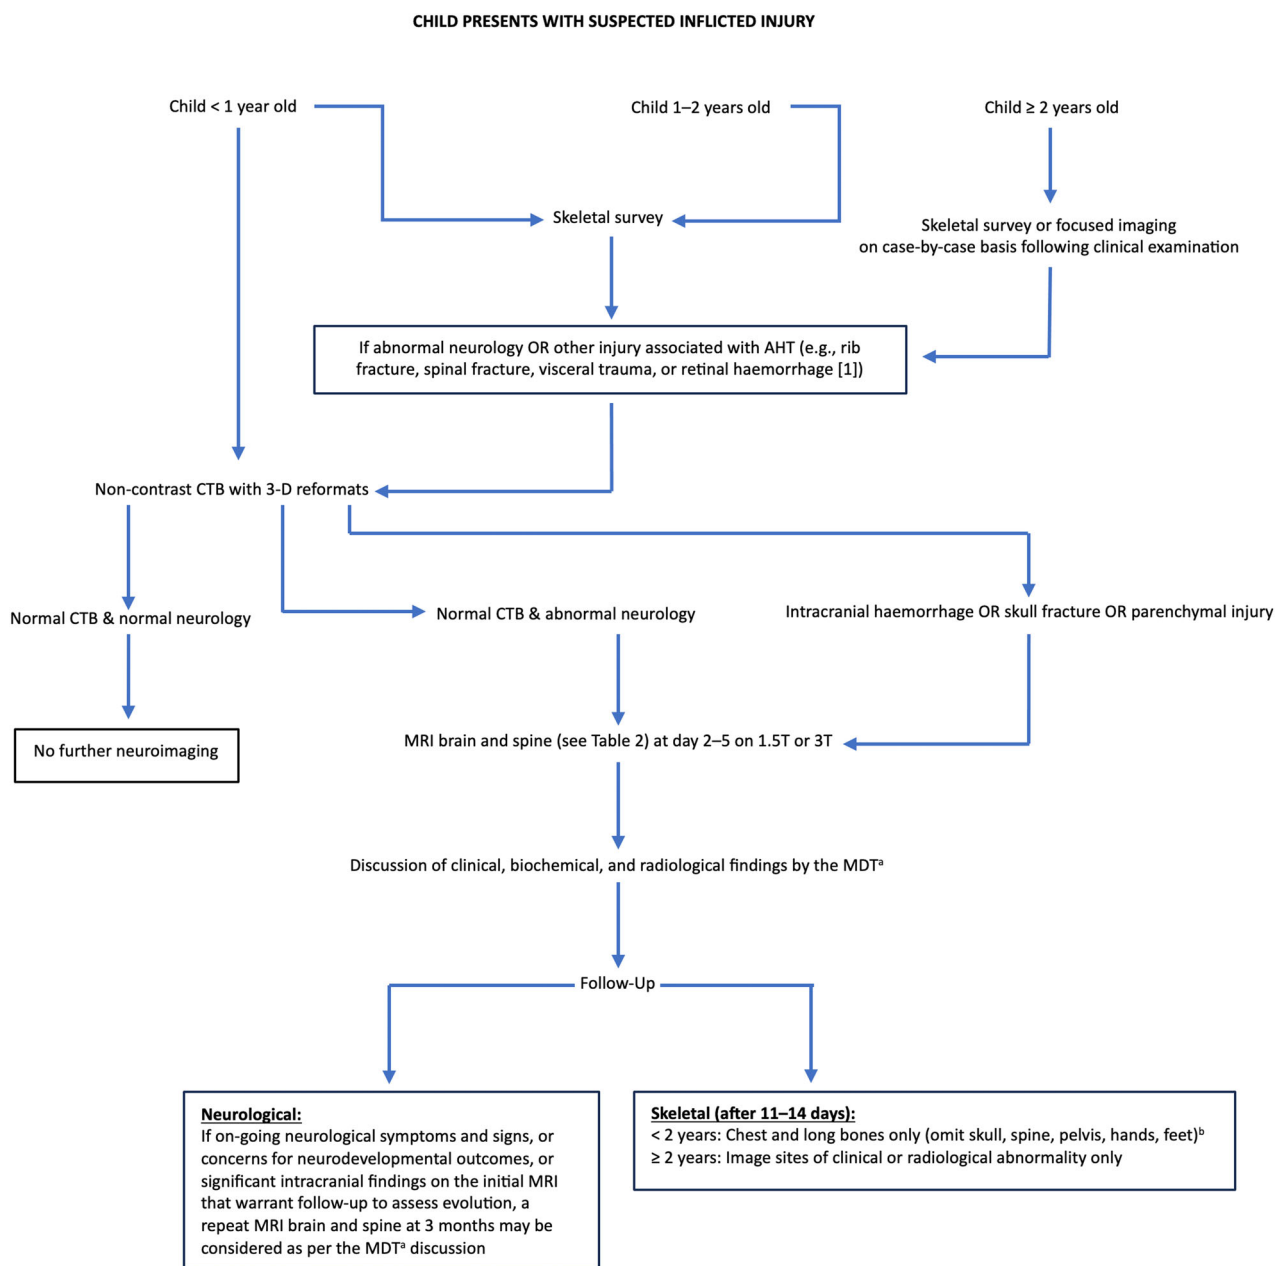 CHILD PRESENTS WITH SUSPECTED INFLICTED INJURY
Child < 1 year old
Child 1–2 years old
Child ≥ 2 years old
Skeletal survey
Skeletal survey or focused imaging
on case-by-case basis following clinical examination
If abnormal neurology OR other injury associated with AHT (e.g., rib
fracture, spinal fracture, visceral trauma, or retinal haemorrhage [1])
Non-contrast CTB with 3-D reformats
Normal CTB & normal neurology
Normal CTB & abnormal neurology
Intracranial haemorrhage OR skull fracture OR parenchymal injury
No further neuroimaging
MRI brain and spine (see Table 2) at day 2–5 on 1.5T or 3T
Discussion of clinical, biochemical, and radiological findings by the MDTᵃ
Follow-Up
Neurological:
If on-going neurological symptoms and signs, or
concerns for neurodevelopmental outcomes, or
significant intracranial findings on the initial MRI
that warrant follow-up to assess evolution, a
repeat MRI brain and spine at 3 months may be
considered as per the MDTᵃ discussion
Skeletal (after 11–14 days):
< 2 years: Chest and long bones only (omit skull, spine, pelvis, hands, feet)ᵇ
≥ 2 years: Image sites of clinical or radiological abnormality only